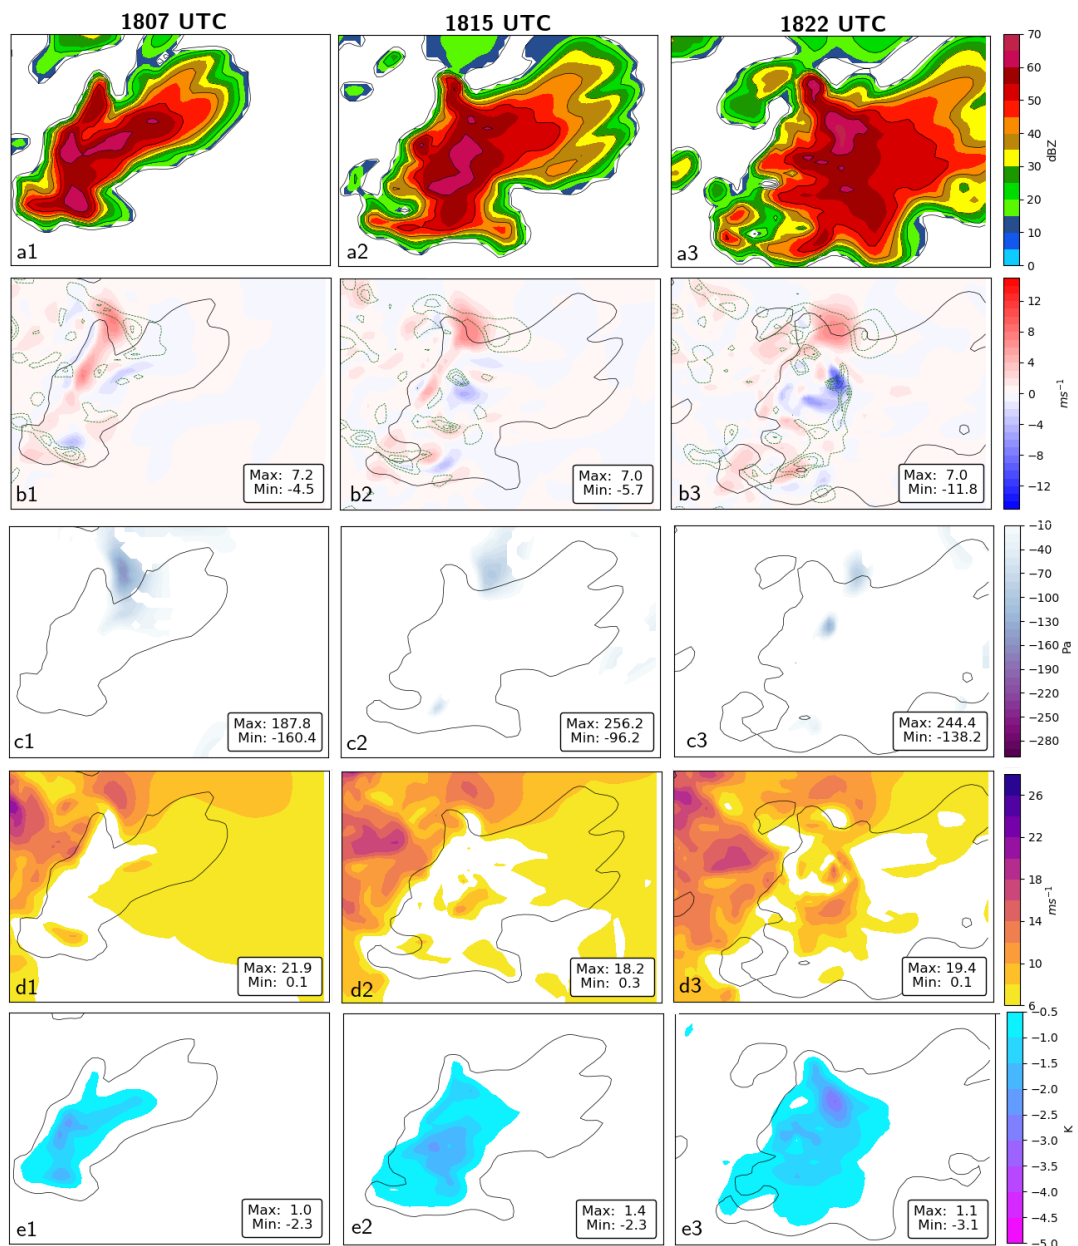 1807 UTC
1815 UTC
1822 UTC
a1
a2
a3
70
60
50
40
30
20
10
0
dBZ
b1
Max: 7.2
Min: -4.5
b2
Max: 7.0
Min: -5.7
b3
Max: 7.0
Min: -11.8
12
8
4
0
−4
−8
−12
ms⁻¹
c1
Max: 187.8
Min: -160.4
c2
Max: 256.2
Min: -96.2
c3
Max: 244.4
Min: -138.2
−10
−40
−70
−100
−130
−160
−190
−220
−250
−280
Pa
d1
Max: 21.9
Min: 0.1
d2
Max: 18.2
Min: 0.3
d3
Max: 19.4
Min: 0.1
26
22
18
14
10
6
ms⁻¹
e1
Max: 1.0
Min: -2.3
e2
Max: 1.4
Min: -2.3
e3
Max: 1.1
Min: -3.1
−0.5
−1.0
−1.5
−2.0
−2.5
−3.0
−3.5
−4.0
−4.5
−5.0
K